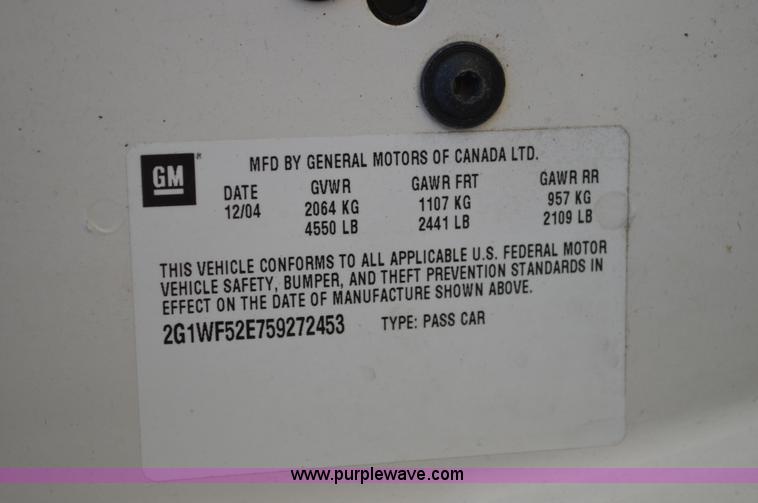 GM
MFD BY GENERAL MOTORS OF CANADA LTD.
DATE GVWR GAWR FRT GAWR RR
12/04 2064 KG 1107 KG 957 KG
4550 LB 2441 LB 2109 LB
THIS VEHICLE CONFORMS TO ALL APPLICABLE U.S. FEDERAL MOTOR
VEHICLE SAFETY, BUMPER, AND THEFT PREVENTION STANDARDS IN
EFFECT ON THE DATE OF MANUFACTURE SHOWN ABOVE.
2G1WF52E759272453 TYPE: PASS CAR
www.purplewave.com